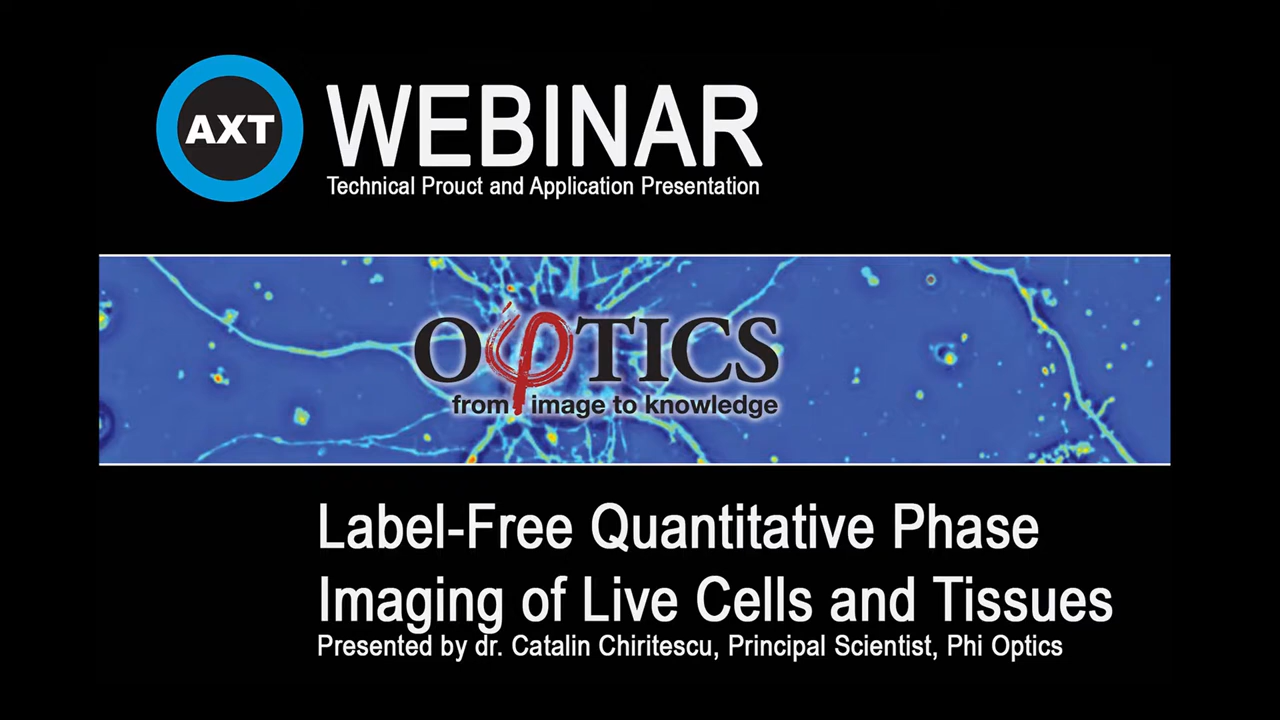 AXT
WEBINAR
Technical Prouct and Application Presentation
OφTICS
from image to knowledge
Label-Free Quantitative Phase
Imaging of Live Cells and Tissues
Presented by dr. Catalin Chiritescu, Principal Scientist, Phi Optics